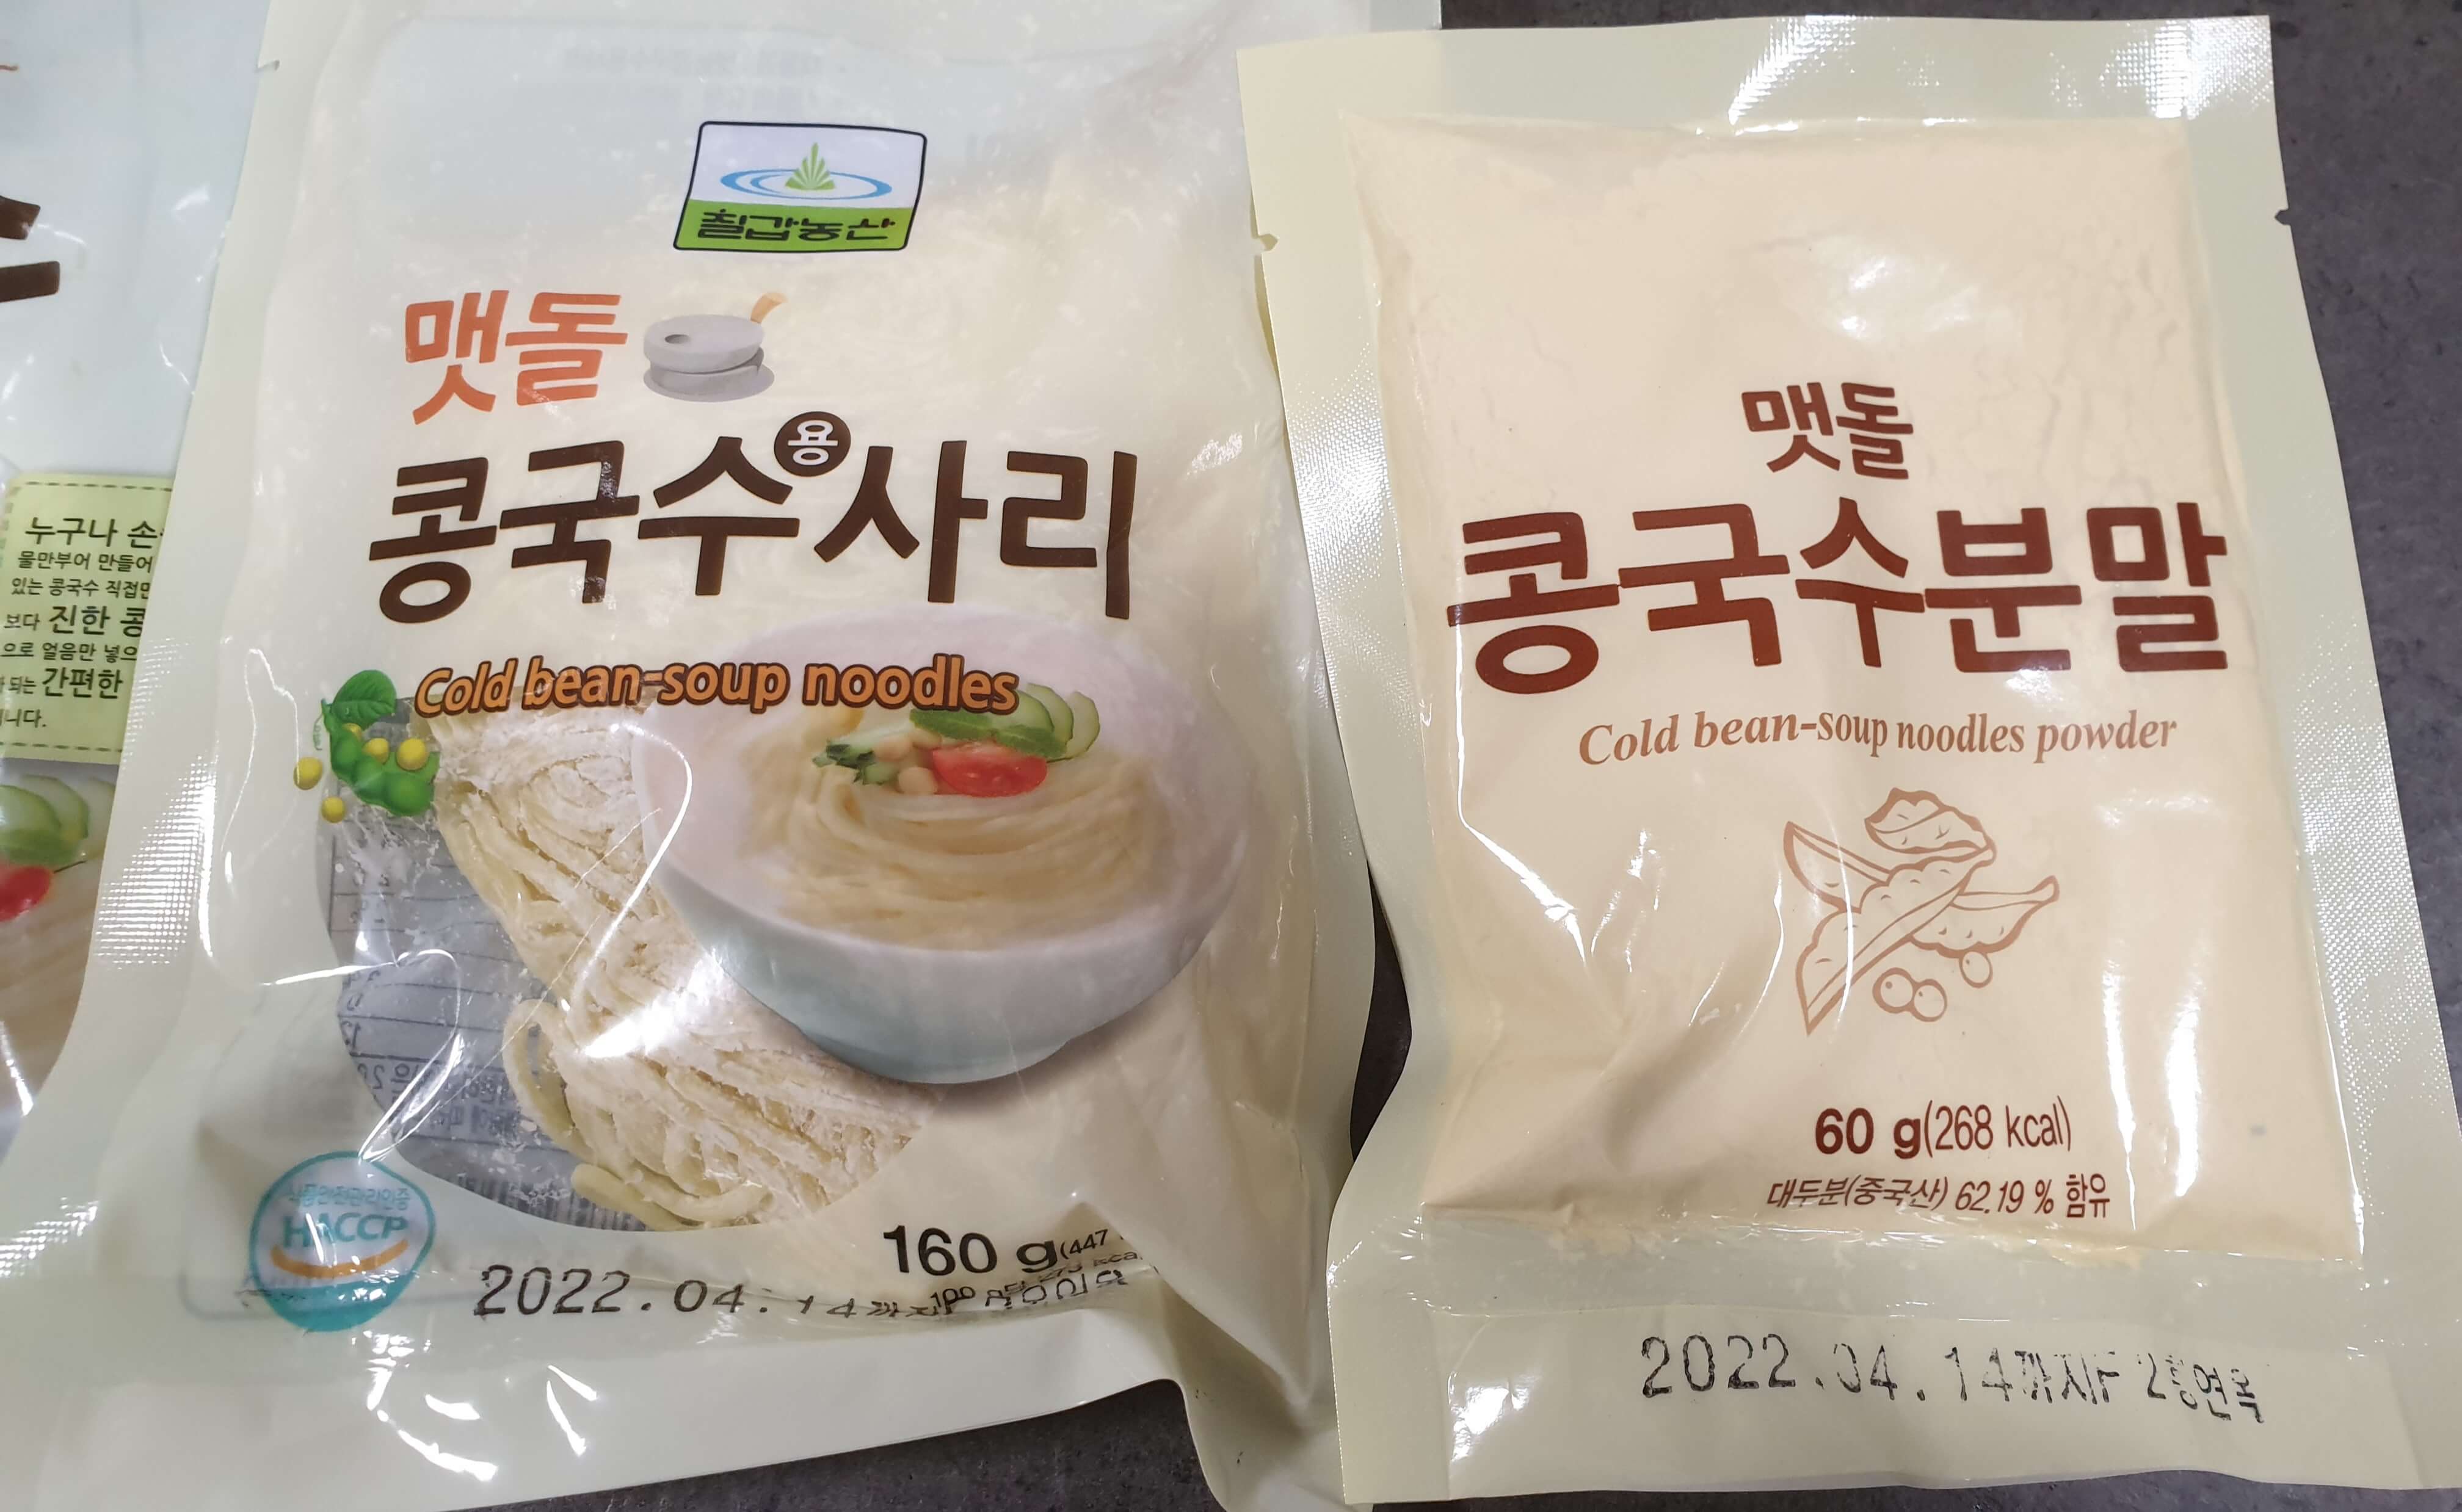 누구나 손
물만부어 만들어
있는 콩국수 직접
보다 진한 콩
으로 얼음만 넣으
되는 간편한
니다.
칠갑농산
맷돌
콩국수용사리
Cold bean-soup noodles
HACCP
160 g(447
2022.04.14까지
맷돌
콩국수분말
Cold bean-soup noodles powder
60 g(268 kcal)
대두분(중국산) 62.19 % 함유
2022.04.14까지F